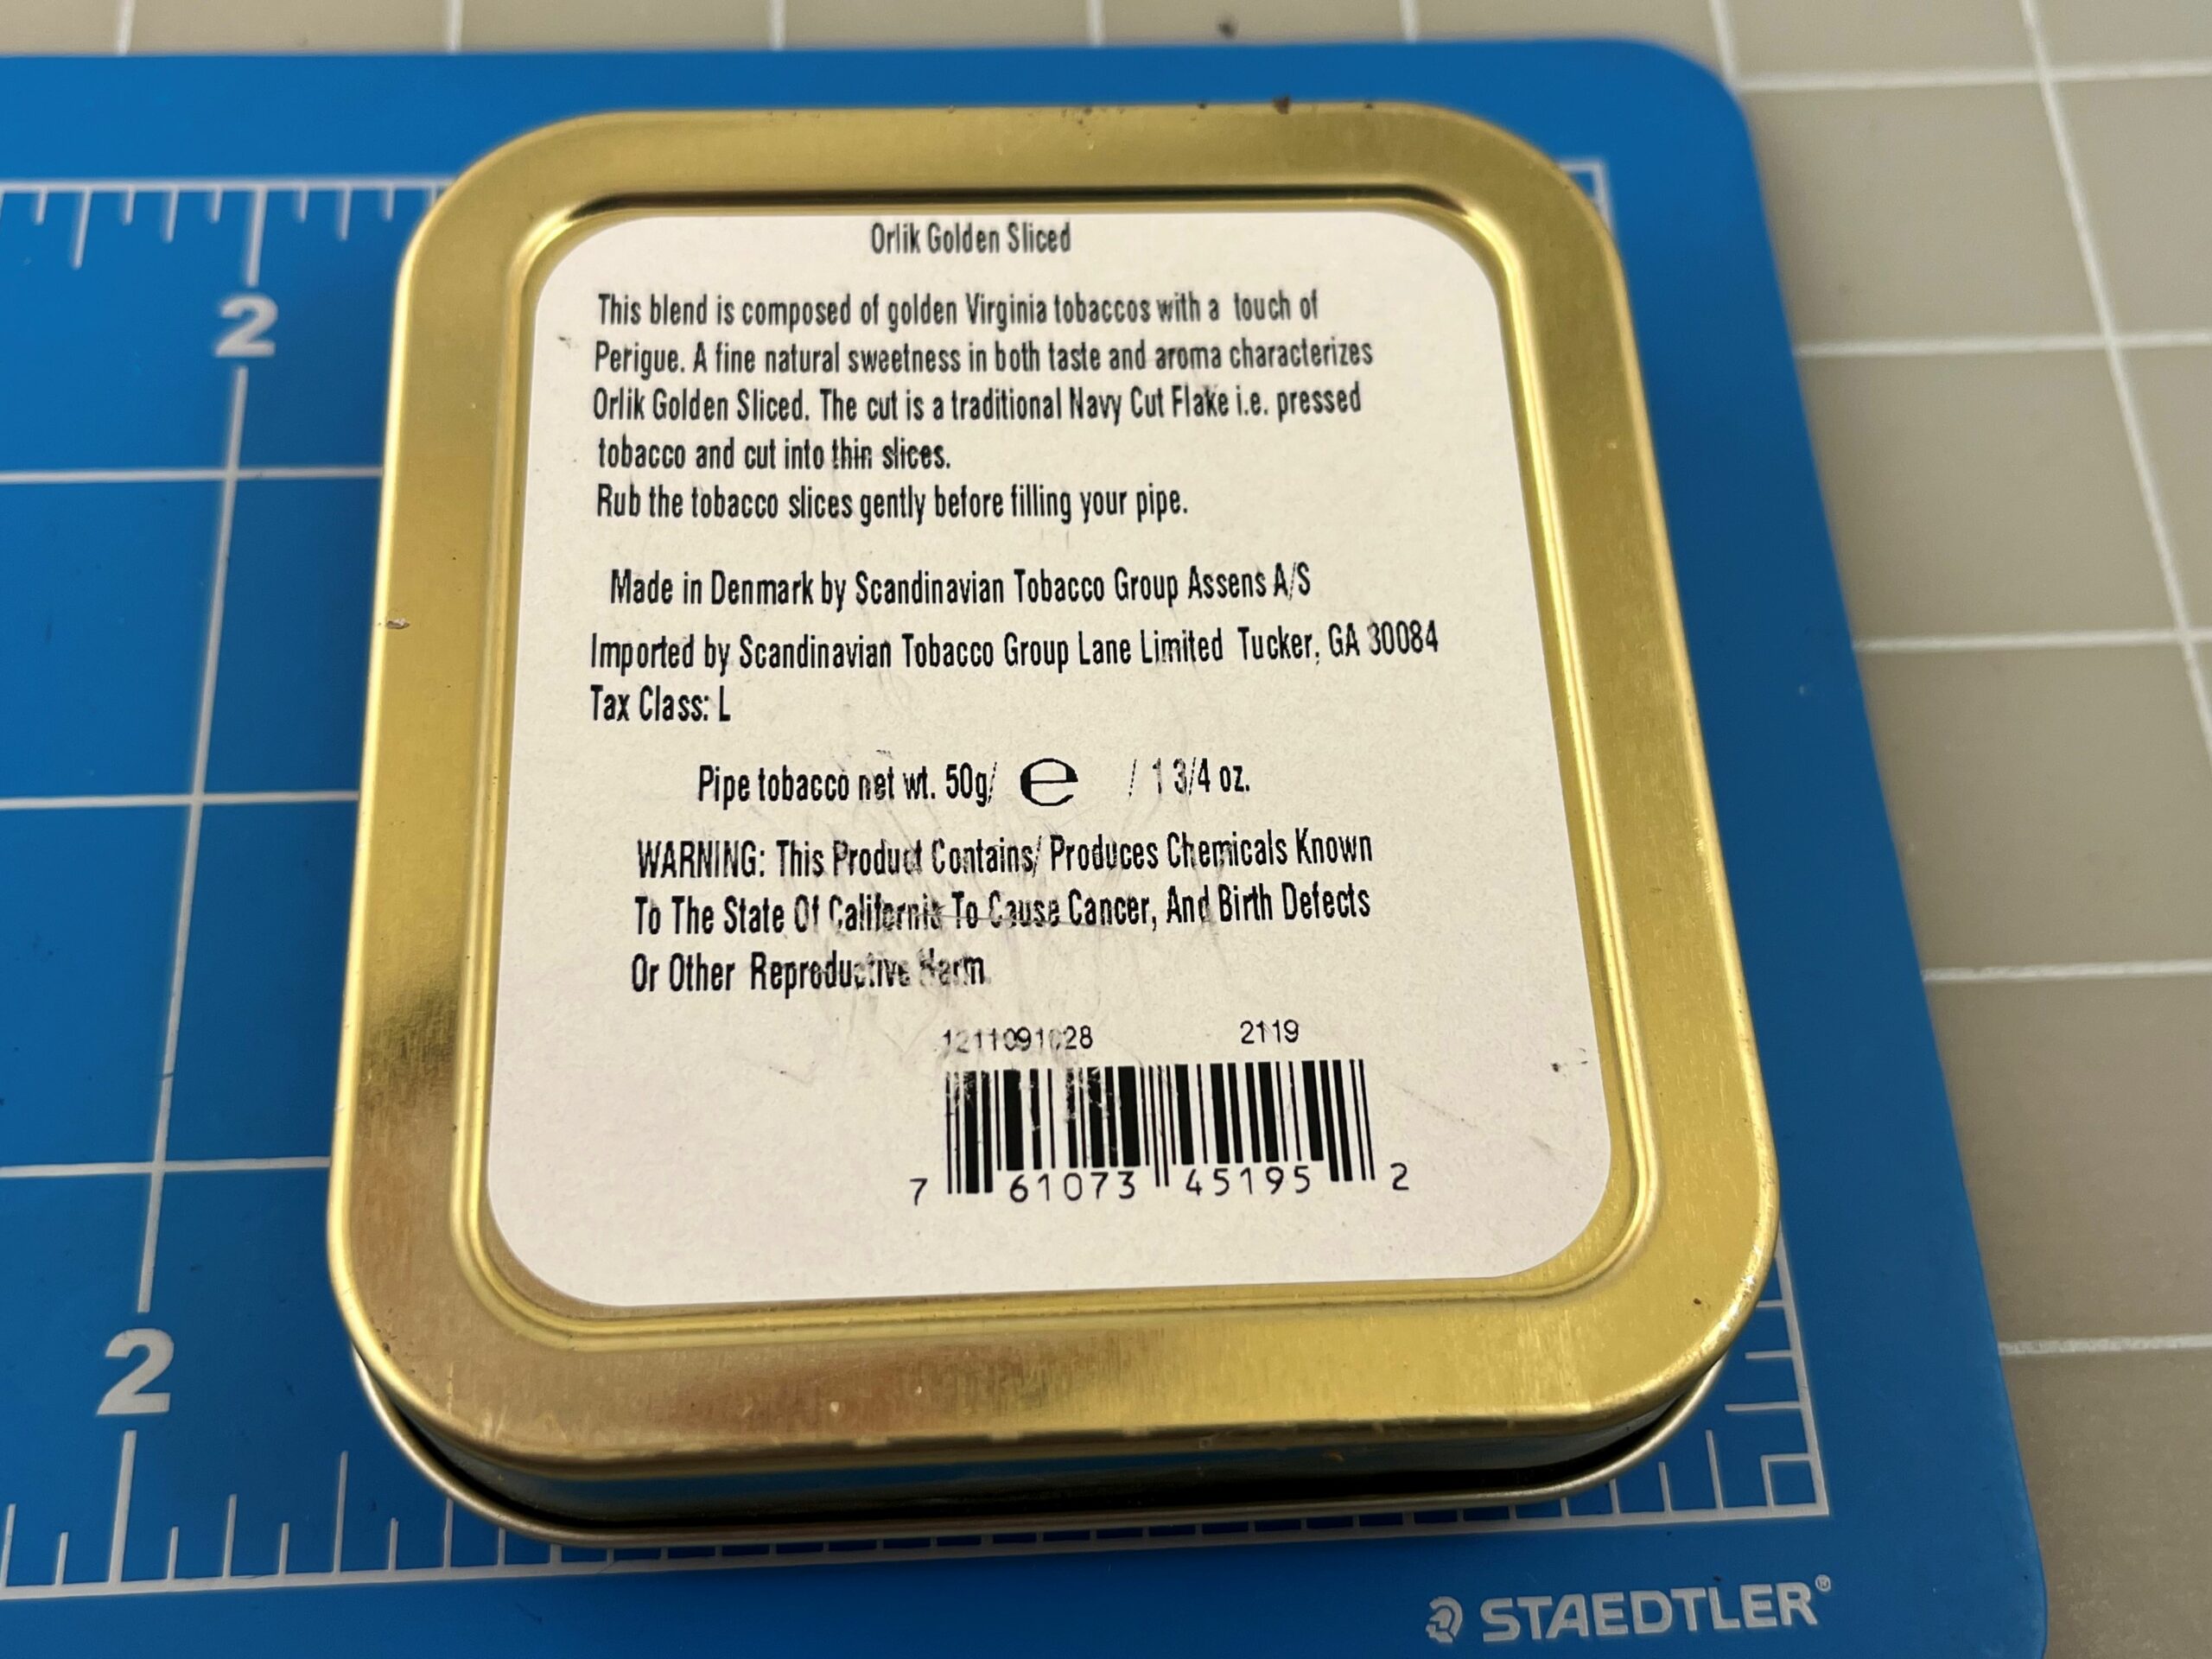 Orlik Golden Sliced
This blend is composed of golden Virginia tobaccos with a touch of
Perigue. A fine natural sweetness in both taste and aroma characterizes
Orlik Golden Sliced. The cut is a traditional Navy Cut Flake i.e. pressed
tobacco and cut into thin slices.
Rub the tobacco slices gently before filling your pipe.
Made in Denmark by Scandinavian Tobacco Group Assens A/S
Imported by Scandinavian Tobacco Group Lane Limited Tucker, GA 30084
Tax Class: L
Pipe tobacco net wt. 50g/ ℮ / 1 3/4 oz.
WARNING: This Product Contains/ Produces Chemicals Known
To The State Of California To Cause Cancer, And Birth Defects
Or Other Reproductive Harm
2119
7 61073 45195 2
2
2
STAEDTLER®